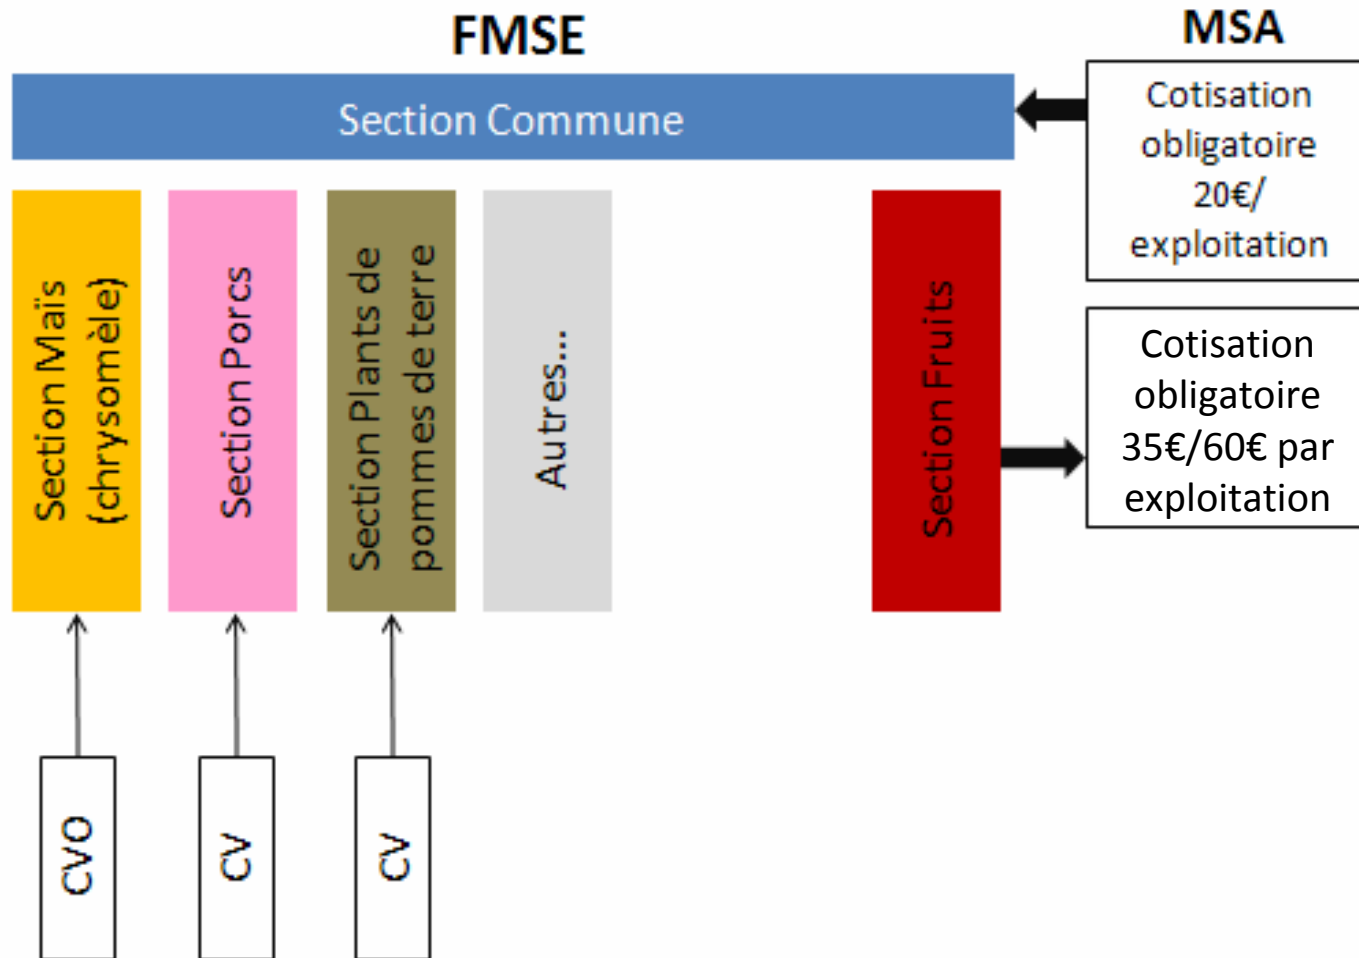 FMSE
MSA
Section Commune
Cotisation
obligatoire
20€/
exploitation
Section Maïs
(chrysomèle)
Section Porcs
Section Plants de
pommes de terre
Autres...
Section Fruits
Cotisation
obligatoire
35€/60€ par
exploitation
CVO
CV
CV